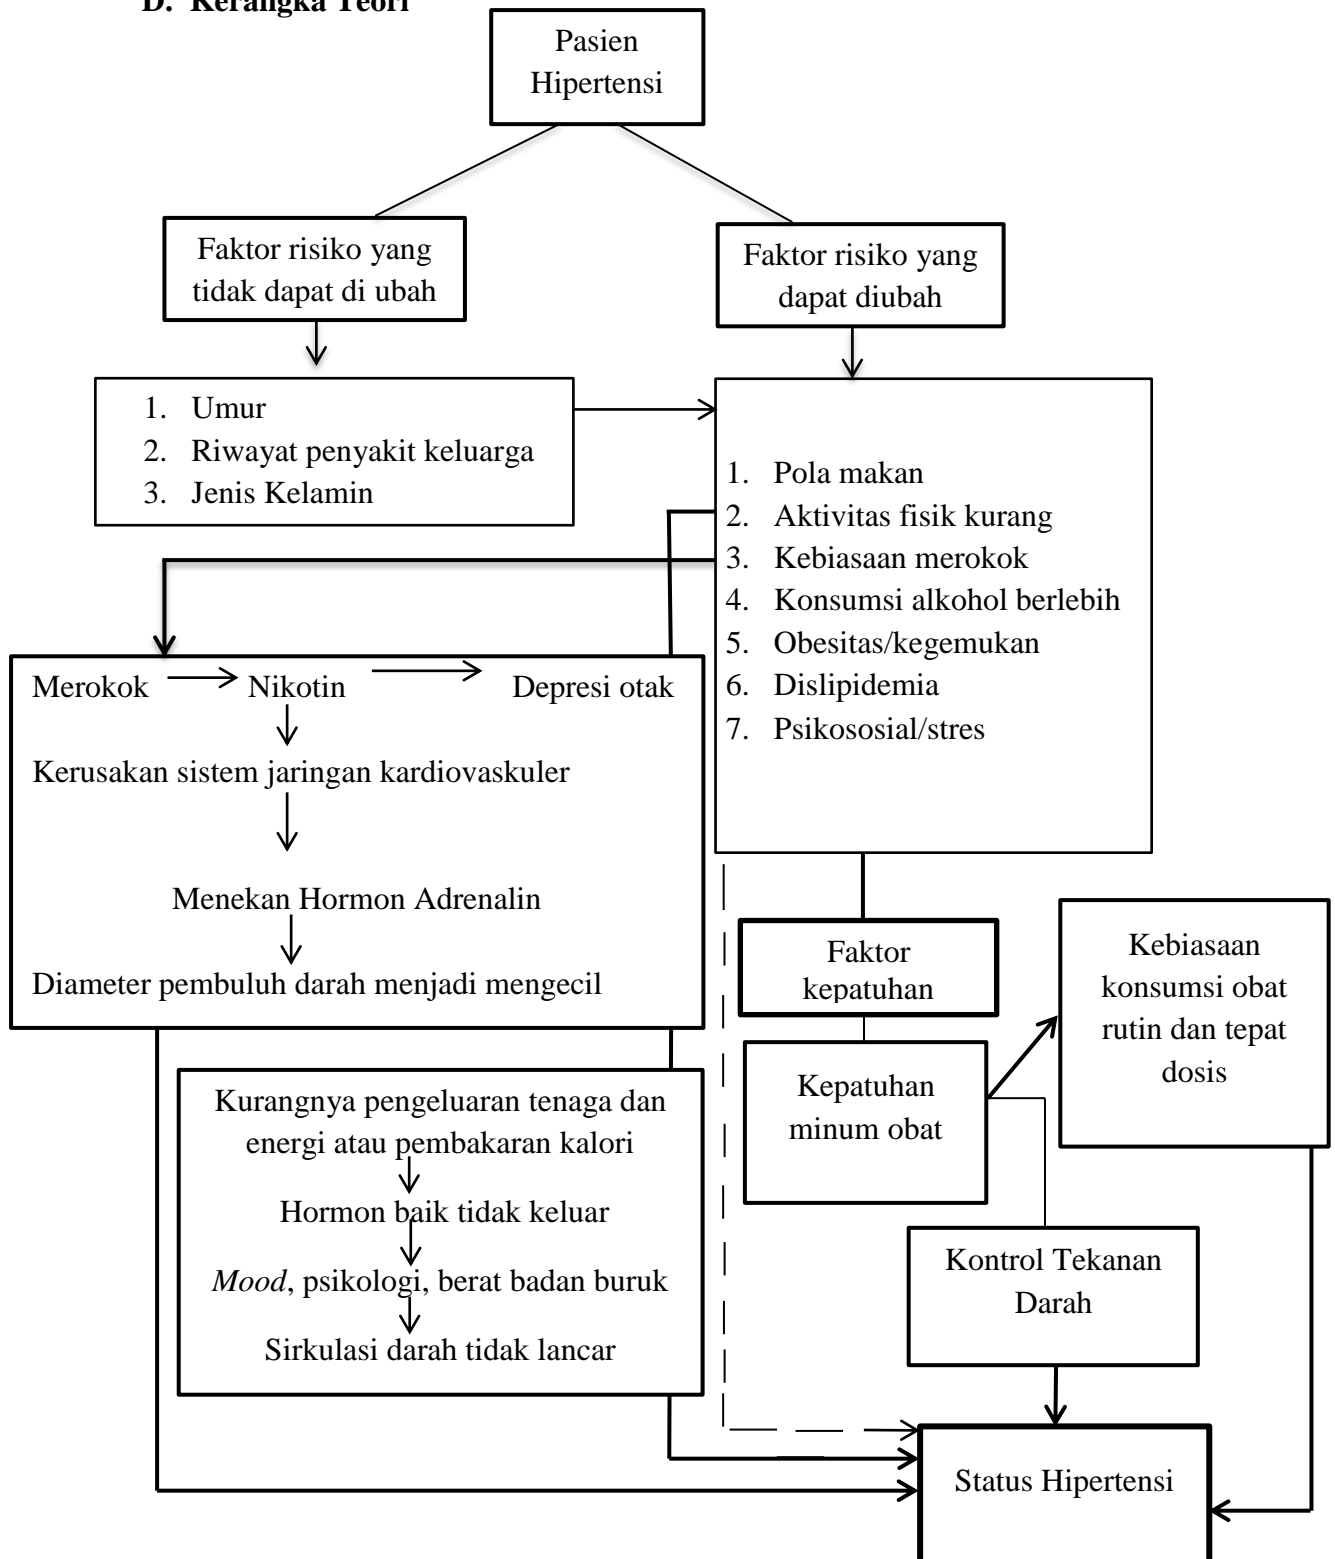 D. Kerangka Teori
Pasien
Hipertensi
Faktor risiko yang
tidak dapat di ubah
Faktor risiko yang
dapat diubah
1. Umur
2. Riwayat penyakit keluarga
3. Jenis Kelamin
1. Pola makan
2. Aktivitas fisik kurang
3. Kebiasaan merokok
4. Konsumsi alkohol berlebih
5. Obesitas/kegemukan
6. Dislipidemia
7. Psikososial/stres
Merokok Nikotin Depresi otak
Kerusakan sistem jaringan kardiovaskuler
Menekan Hormon Adrenalin
Diameter pembuluh darah menjadi mengecil
Faktor
kepatuhan
Kebiasaan
konsumsi obat
rutin dan tepat
dosis
Kepatuhan
minum obat
Kurangnya pengeluaran tenaga dan
energi atau pembakaran kalori
Hormon baik tidak keluar
Mood, psikologi, berat badan buruk
Sirkulasi darah tidak lancar
Kontrol Tekanan
Darah
Status Hipertensi